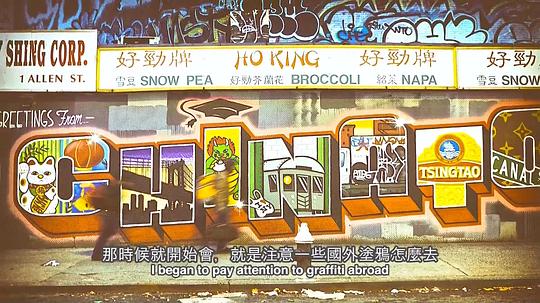 SHING CORP.
1 ALLEN ST.
好勁牌 HO KING 好勁牌
雪豆 SNOW PEA 好勁芥蘭花 BROCCOLI 紹菜 NAPA 雪豆 SNOW
GREETINGS From
CHINATO
TSINGTAO
CANAL
那時候就開始會，就是注意一些國外塗鴉怎麼去
I began to pay attention to graffiti abroad